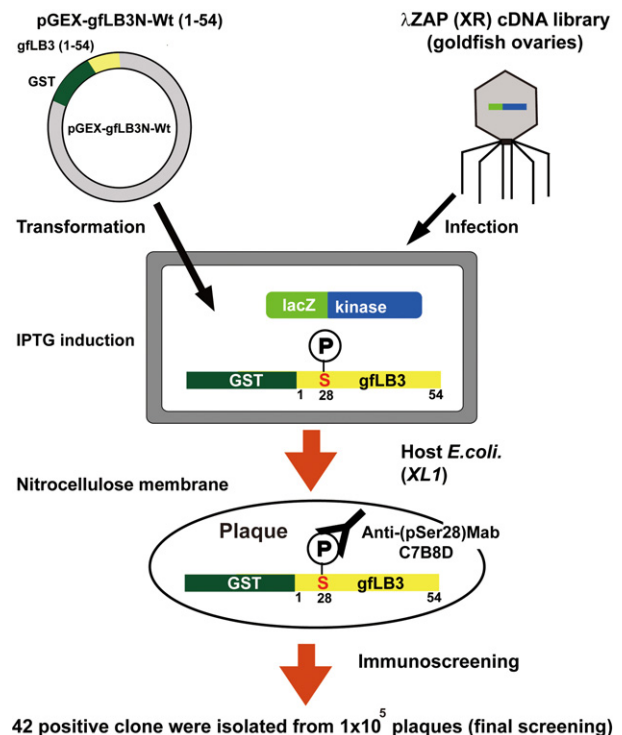 pGEX-gfLB3N-Wt (1-54)
gfLB3 (1-54)
GST
pGEX-gfLB3N-Wt
λZAP (XR) cDNA library
(goldfish ovaries)
Transformation
Infection
IPTG induction
lacZ kinase
P
GST S gfLB3
1 28 54
Host E.coli.
(XL1)
Nitrocellulose membrane
Plaque
Anti-(pSer28)Mab
C7B8D
P
GST S gfLB3
1 28 54
Immunoscreening
42 positive clone were isolated from 1x10⁵ plaques (final screening)